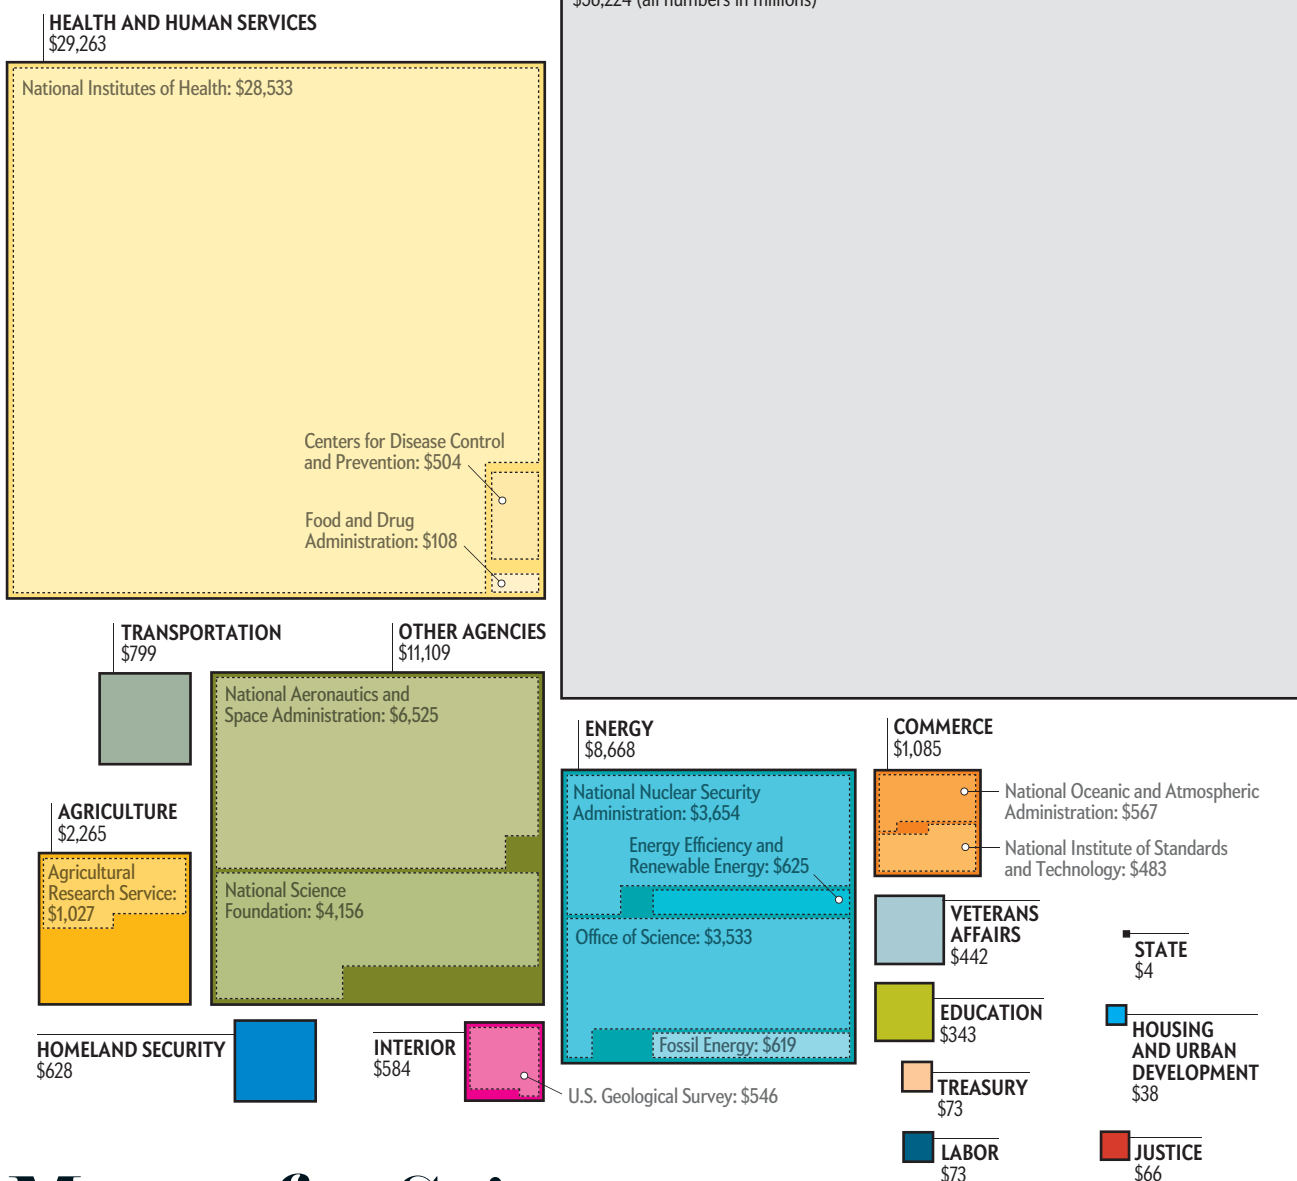 $56,224 (all numbers in millions)
HEALTH AND HUMAN SERVICES
$29,263
National Institutes of Health: $28,533
Centers for Disease Control
and Prevention: $504
Food and Drug
Administration: $108
TRANSPORTATION
$799
OTHER AGENCIES
$11,109
National Aeronautics and
Space Administration: $6,525
National Science
Foundation: $4,156
AGRICULTURE
$2,265
Agricultural
Research Service:
$1,027
HOMELAND SECURITY
$628
INTERIOR
$584
U.S. Geological Survey: $546
ENERGY
$8,668
National Nuclear Security
Administration: $3,654
Energy Efficiency and
Renewable Energy: $625
Office of Science: $3,533
Fossil Energy: $619
COMMERCE
$1,085
National Oceanic and Atmospheric
Administration: $567
National Institute of Standards
and Technology: $483
VETERANS
AFFAIRS
$442
STATE
$4
EDUCATION
$343
HOUSING
AND URBAN
DEVELOPMENT
$38
TREASURY
$73
LABOR
$73
JUSTICE
$66